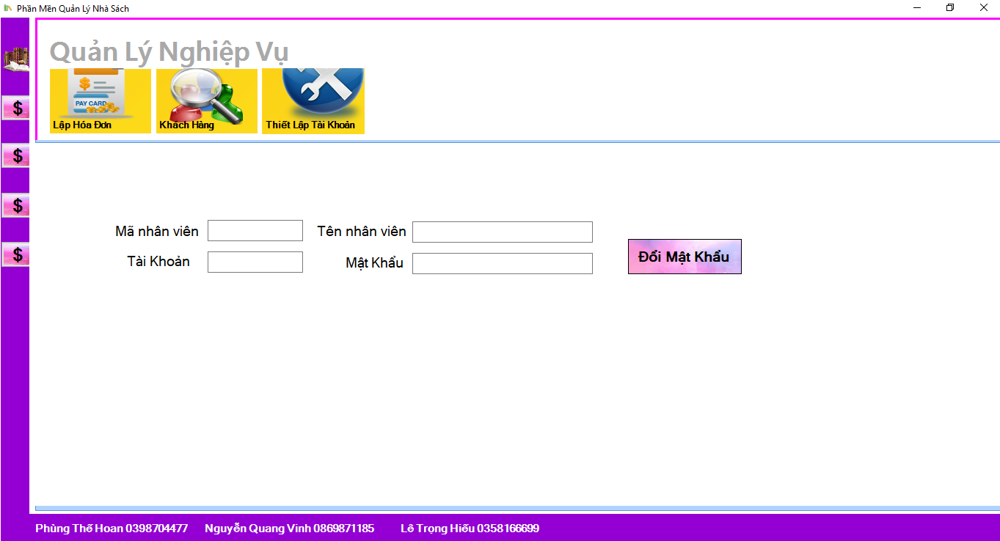 Phần Mền Quản Lý Nhà Sách
Quản Lý Nghiệp Vụ
$
PAY CARD
Lập Hóa Đơn
Khách Hàng
Thiết Lập Tài Khoản
$
$
$
$
Mã nhân viên
Tên nhân viên
Tài Khoản
Mật Khẩu
Đổi Mật Khẩu
Phùng Thế Hoan 0398704477 Nguyễn Quang Vinh 0869871185 Lê Trọng Hiếu 0358166699